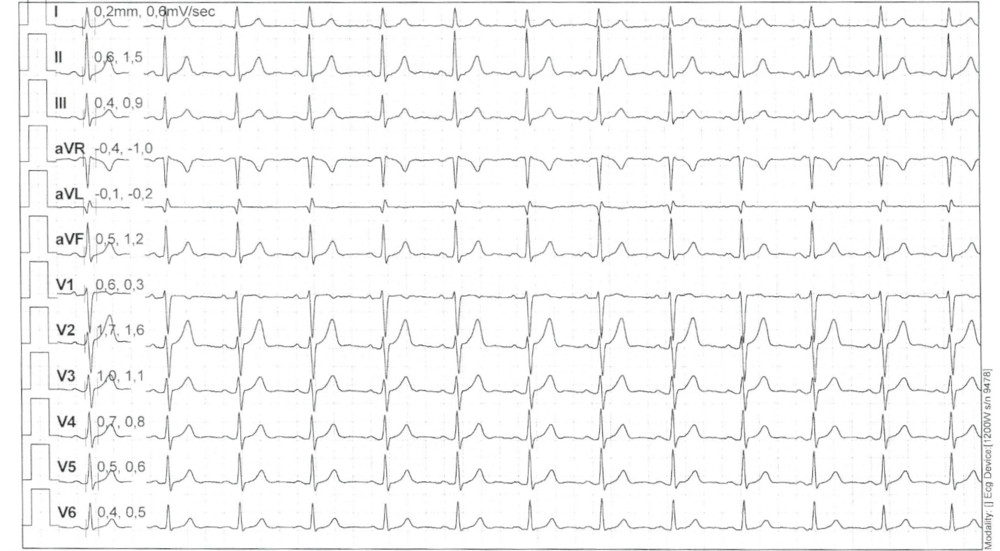 I 0,2mm, 0,6mV/sec
II 0,6, 1,5
III 0,4, 0,9
aVR -0,4, -1,0
aVL -0,1, -0,2
aVF 0,5, 1,2
V1 0,6, 0,3
V2 1,7, 1,6
V3 1,0, 1,1
V4 0,7, 0,8
V5 0,5, 0,6
V6 0,4, 0,5
Modality: [] Ecg Device:[1200W s/n 9478]